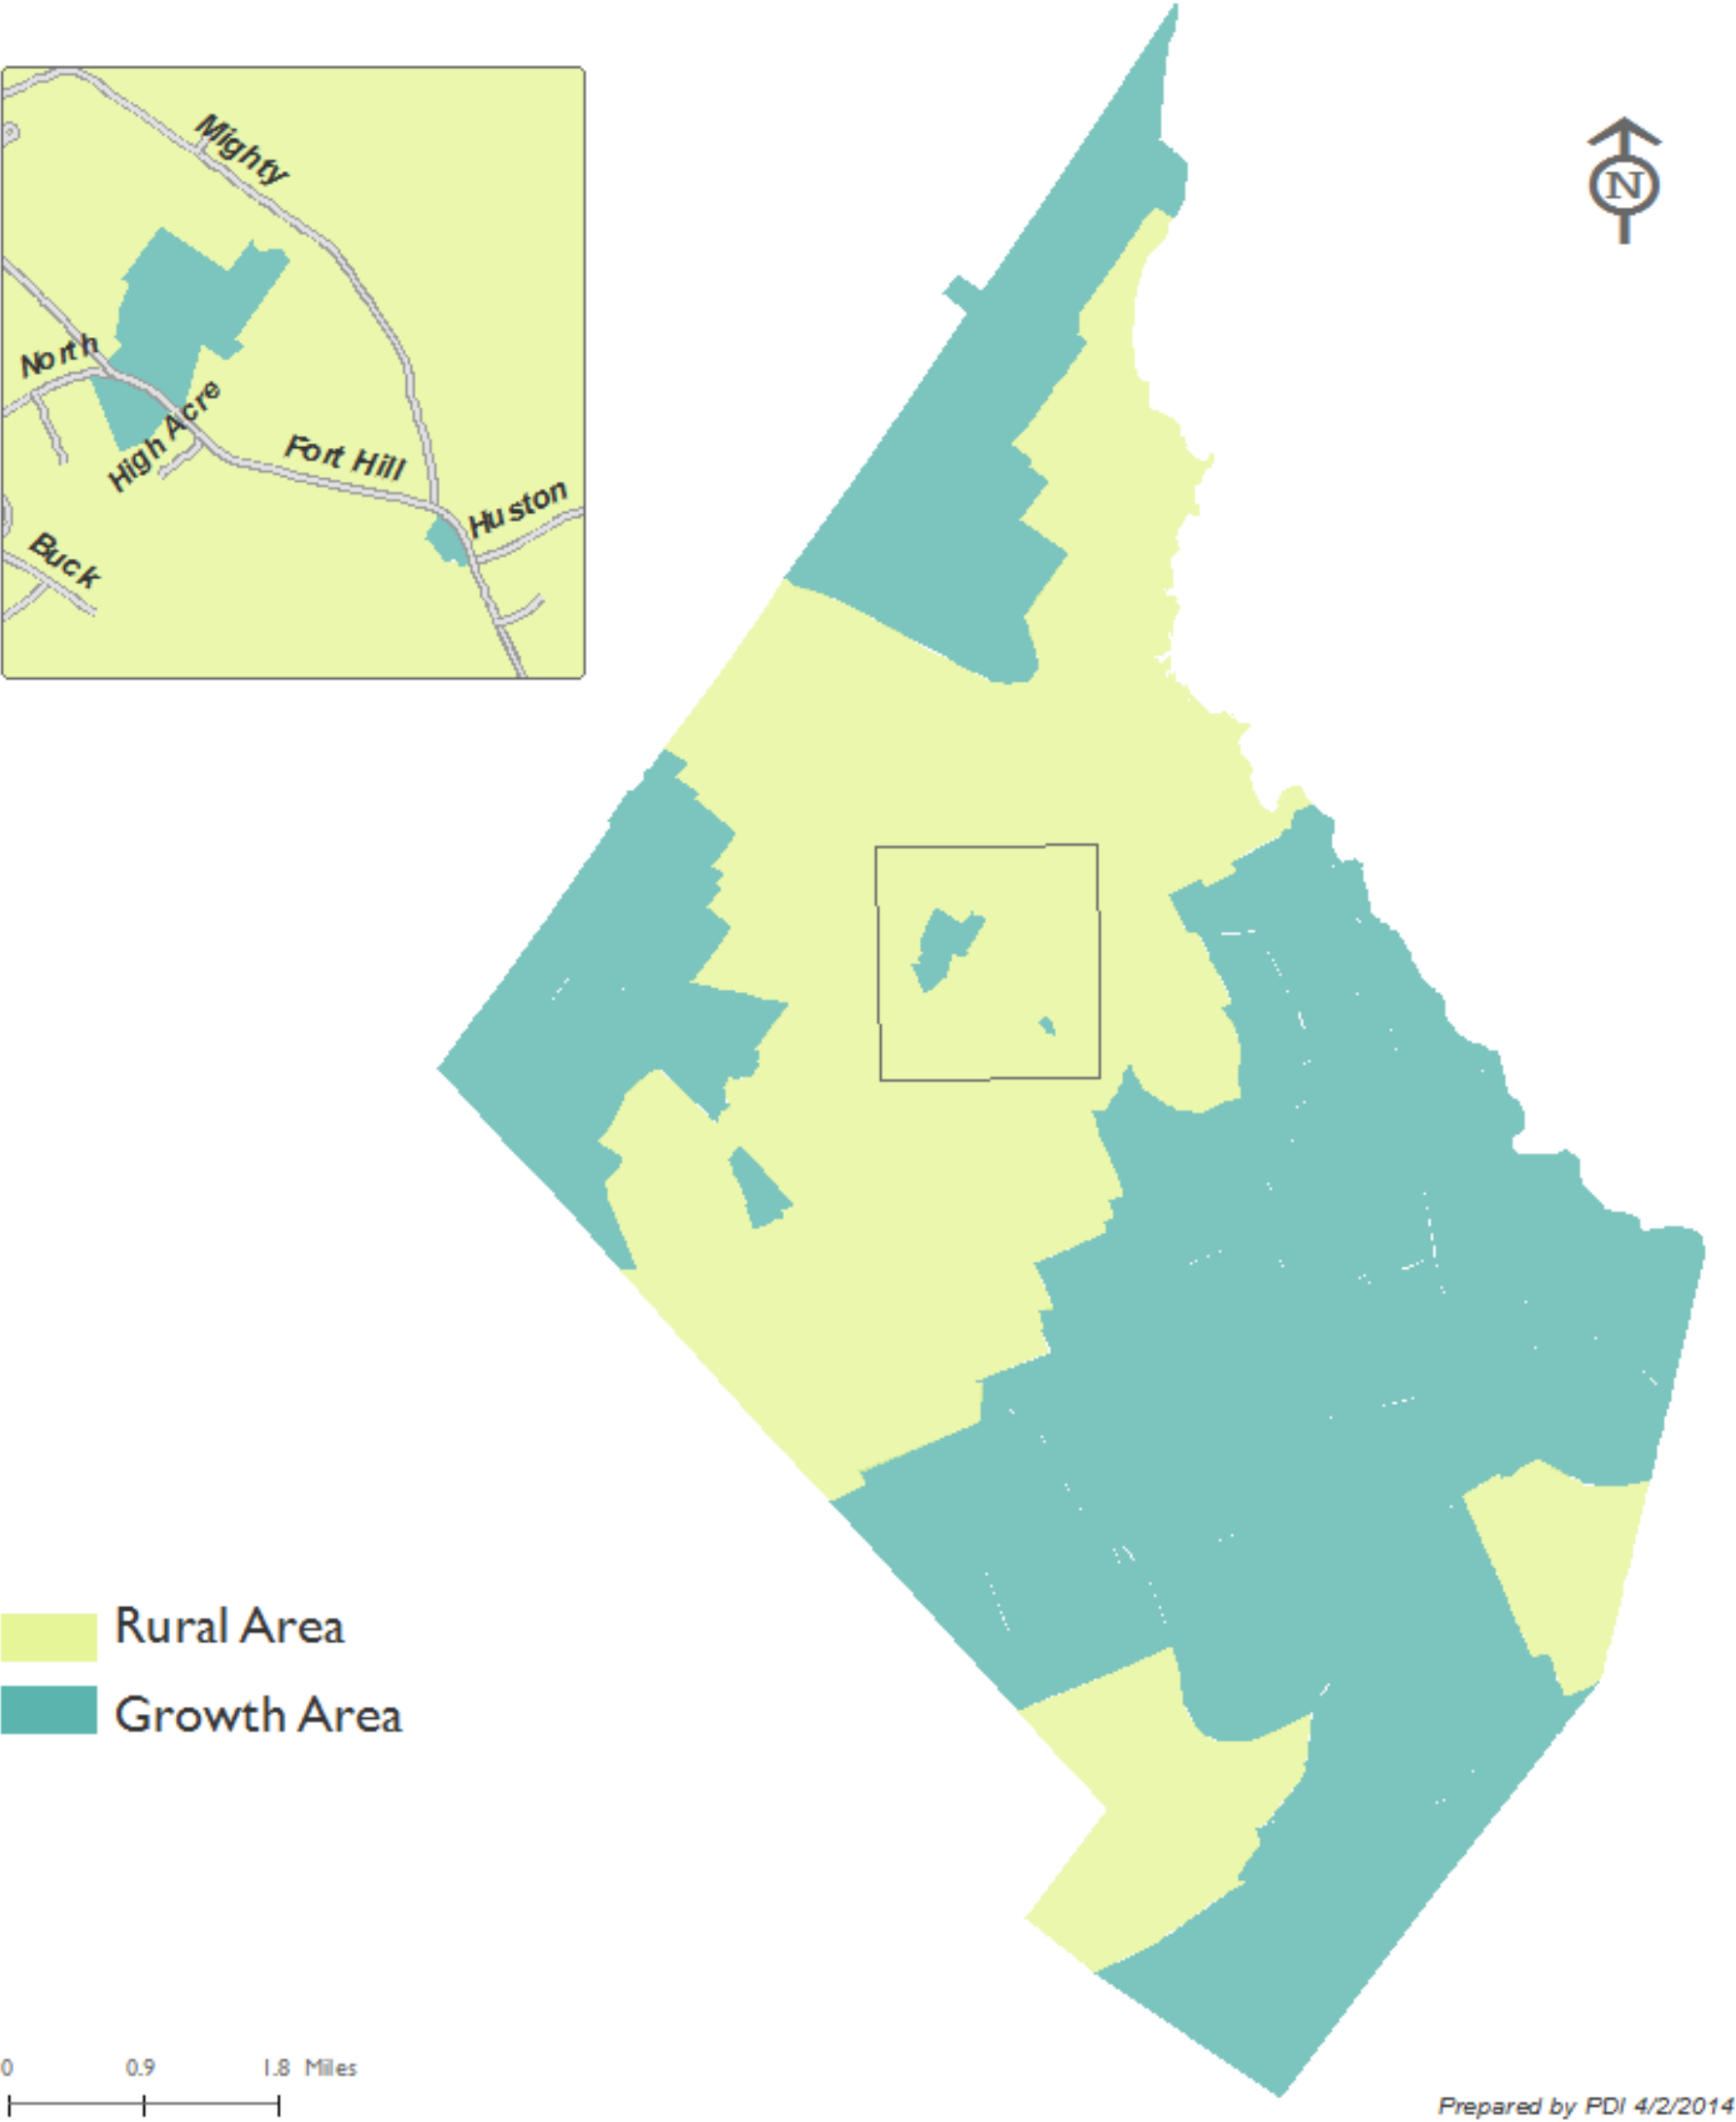 Mighty
N
North
High Acre
Fort Hill
Huston
Buck
Rural Area
Growth Area
0 0.9 1.8 Miles
Prepared by PDI 4/2/2014